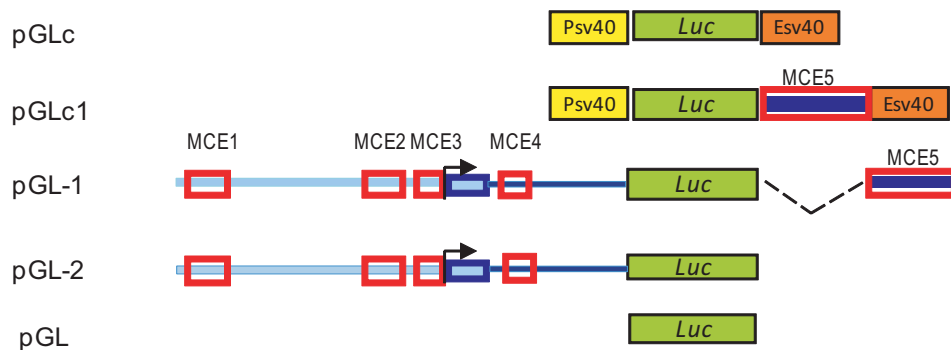 pGLc Psv40 Luc Esv40
MCE5
pGLc1 Psv40 Luc Esv40
MCE1 MCE2 MCE3 MCE4 MCE5
pGL-1 Luc
pGL-2 Luc
pGL Luc